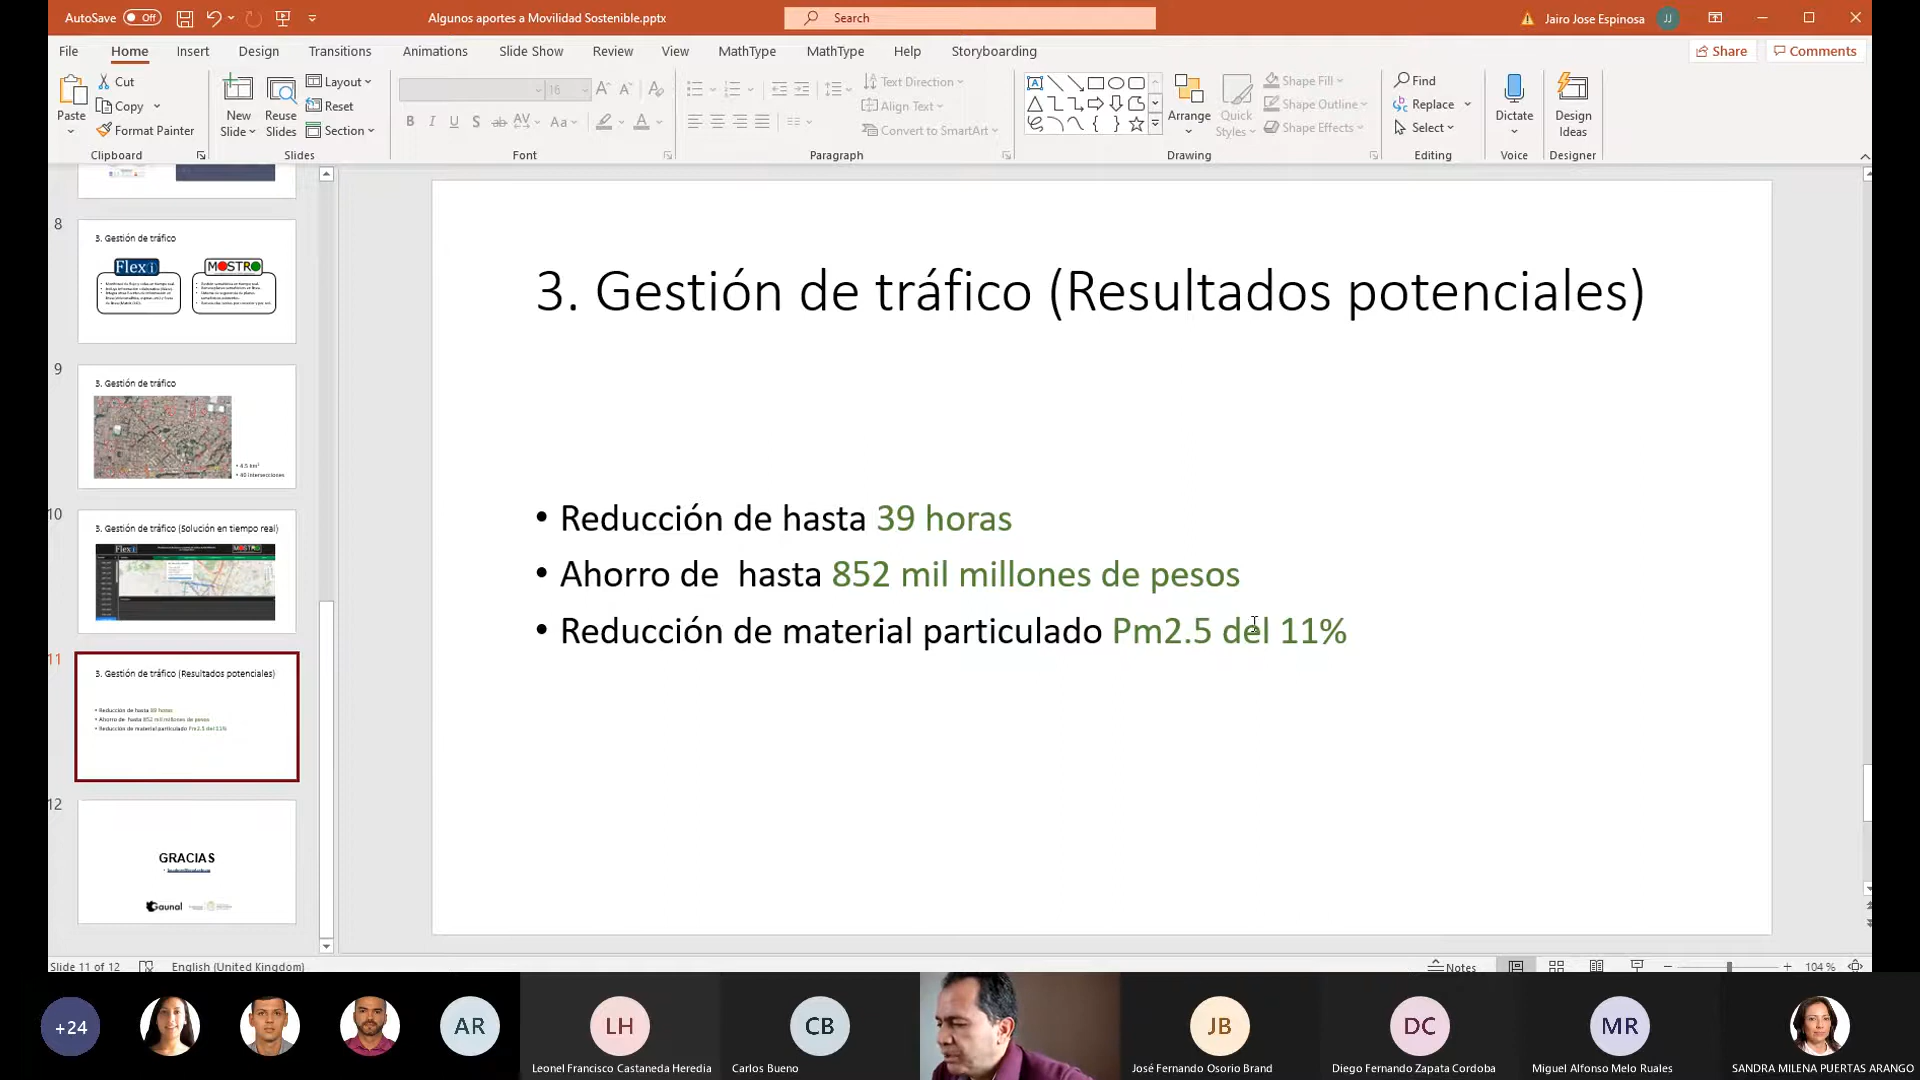 AutoSave Off
Algunos aportes a Movilidad Sostenible.pptx
Search
Jairo Jose Espinosa
JJ
File Home Insert Design Transitions Animations Slide Show Review View MathType MathType Help Storyboarding
Share Comments
Paste
Cut
Copy
Format Painter
Clipboard
New Slide
Reuse Slides
Layout
Reset
Section
Slides
16
Font
Text Direction
Align Text
Convert to SmartArt
Paragraph
Arrange
Quick Styles
Shape Fill
Shape Outline
Shape Effects
Drawing
Find
Replace
Select
Editing
Dictate
Voice
Design Ideas
Designer
8
3. Gestión de tráfico
Flexi MOSTRO
9
3. Gestión de tráfico
• 4.5 km²
• 40 intersecciones
10
3. Gestión de tráfico (Solución en tiempo real)
Flexi MOSTRO
11
3. Gestión de tráfico (Resultados potenciales)
• Reducción de hasta 39 horas
• Ahorro de hasta 852 mil millones de pesos
• Reducción de material particulado Pm2.5 del 11%
12
GRACIAS
Gaunal
3. Gestión de tráfico (Resultados potenciales)
• Reducción de hasta 39 horas
• Ahorro de  hasta 852 mil millones de pesos
• Reducción de material particulado Pm2.5 del 11%
Slide 11 of 12 English (United Kingdom)
Notes
104 %
+24
AR
LH
CB
JB
DC
MR
Leonel Francisco Castaneda Heredia
Carlos Bueno
José Fernando Osorio Brand
Diego Fernando Zapata Cordoba
Miguel Alfonso Melo Ruales
SANDRA MILENA PUERTAS ARANGO